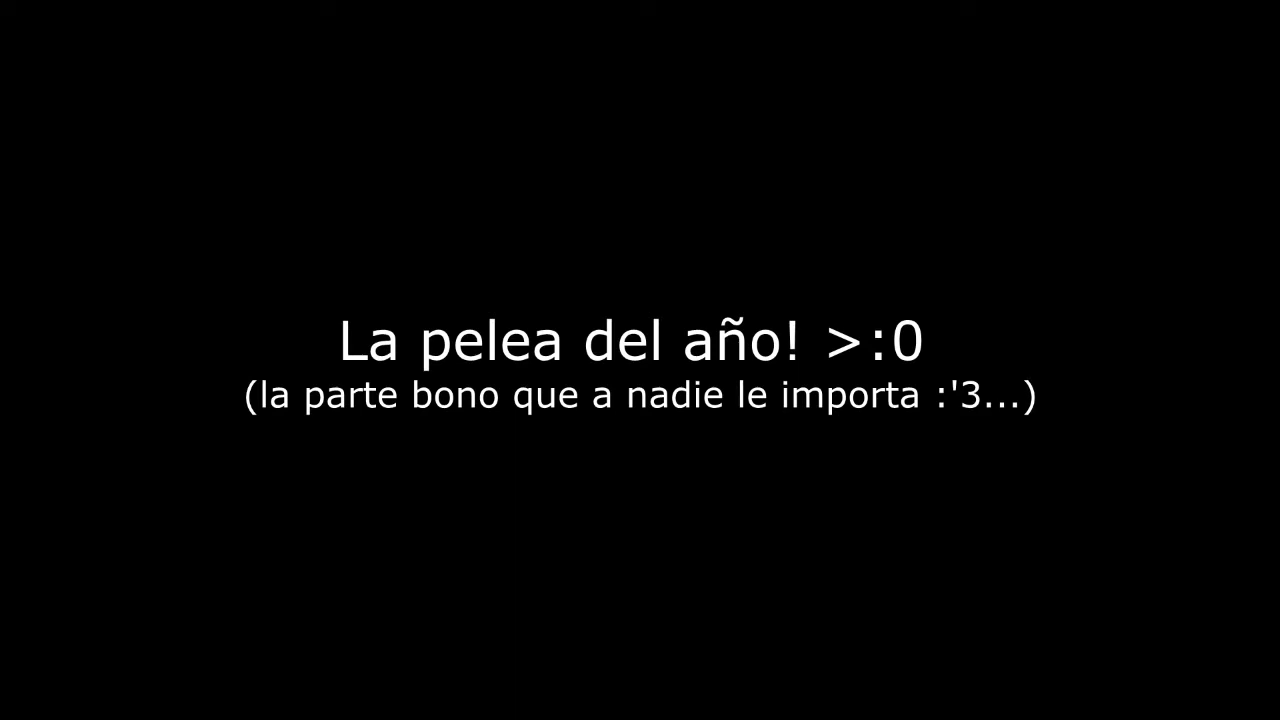 La pelea del año! >:0
(la parte bono que a nadie le importa :'3...)